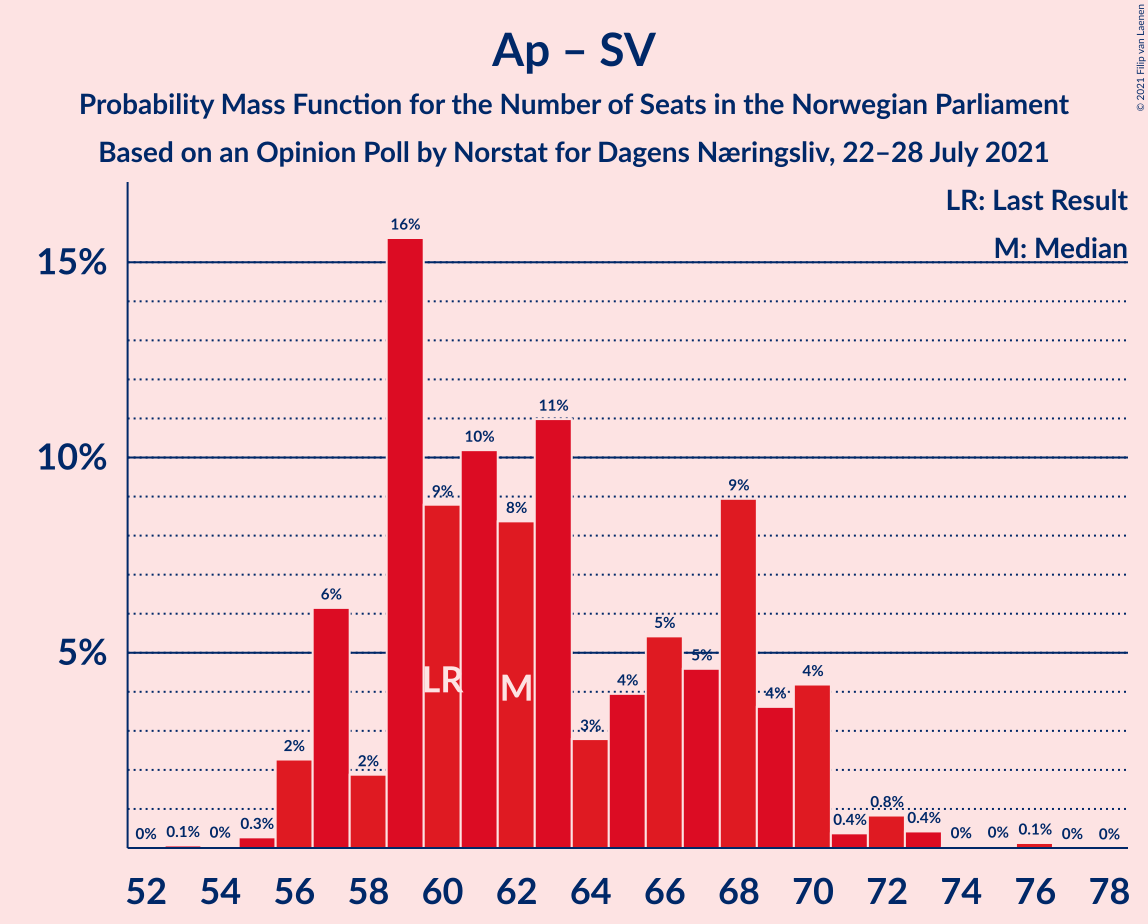 Ap – SV
Probability Mass Function for the Number of Seats in the Norwegian Parliament
Based on an Opinion Poll by Norstat for Dagens Næringsliv, 22–28 July 2021
© 2021 Filip van Laenen
LR: Last Result
M: Median
15%
10%
5%
0% 0.1% 0% 0.3% 2% 6% 2% 16% 9% 10% 8% 11% 3% 4% 5% 5% 9% 4% 4% 0.4% 0.8% 0.4% 0% 0% 0.1% 0% 0%
LR M
52 54 56 58 60 62 64 66 68 70 72 74 76 78